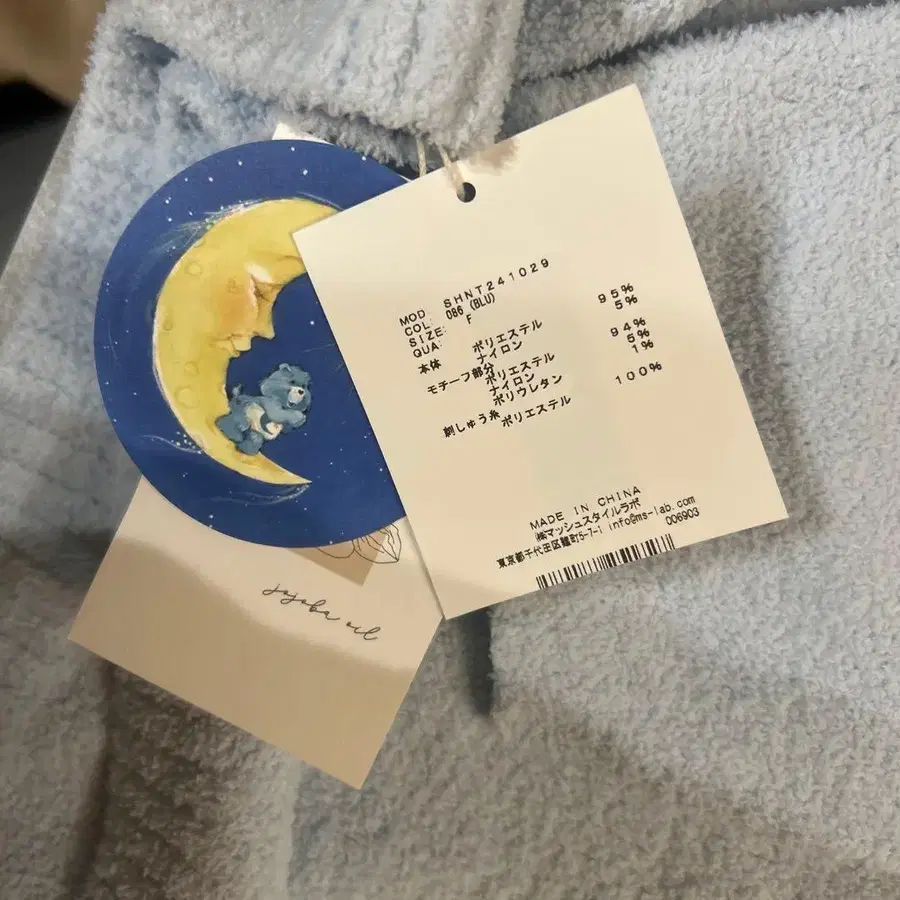 MOD SHNT241029
COL: 086 (BLU)
SIZE: F
QUA:
本体 ポリエステル 95%
ナイロン 5%
モチーフ部分
ポリエステル 94%
ナイロン 5%
ポリウレタン 1%
刺しゅう糸
ポリエステル 100%
MADE IN CHINA
㈱マッシュスタイルラボ
東京都千代田区麹町5-7-1 info@ms-lab.com
006903
jojoba oil